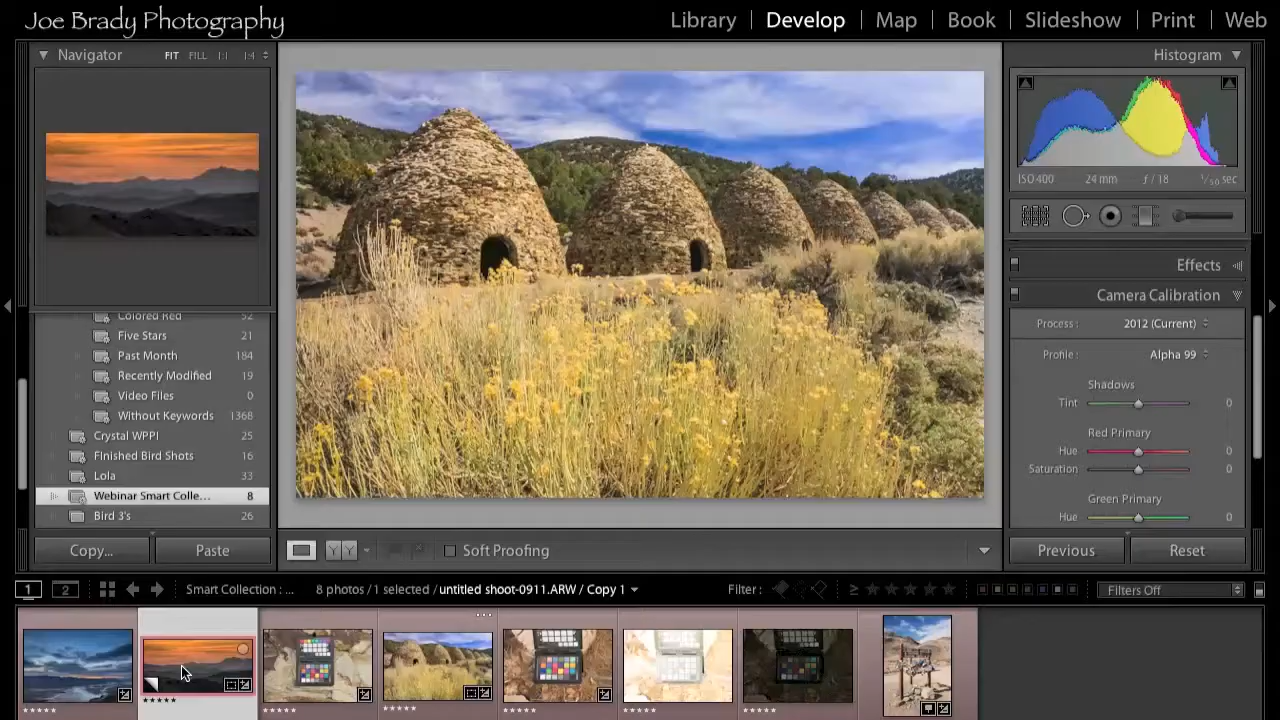 Joe Brady Photography
Library | Develop | Map | Book | Slideshow | Print | Web
Navigator FIT FILL 1:1 1:4
Histogram
ISO 400 24 mm ƒ / 18 1/50 sec
Effects
Camera Calibration
Process : 2012 (Current)
Profile : Alpha 99
Shadows
Tint 0
Red Primary
Hue 0
Saturation 0
Green Primary
Hue 0
Colored Red 52
Five Stars 21
Past Month 184
Recently Modified 19
Video Files 0
Without Keywords 1368
Crystal WPPI 25
Finished Bird Shots 16
Lola 33
Webinar Smart Colle... 8
Bird 3's 26
Copy... Paste
Y Y Soft Proofing
Previous Reset
1 2 Smart Collection : ... 8 photos / 1 selected / untitled shoot-0911.ARW / Copy 1 Filter : ≥ ★★★★★ Filters Off
★★★★★ ★★★★★ ★★★★★ ★★★★★ ★★★★★ ★★★★★ ★★★★★